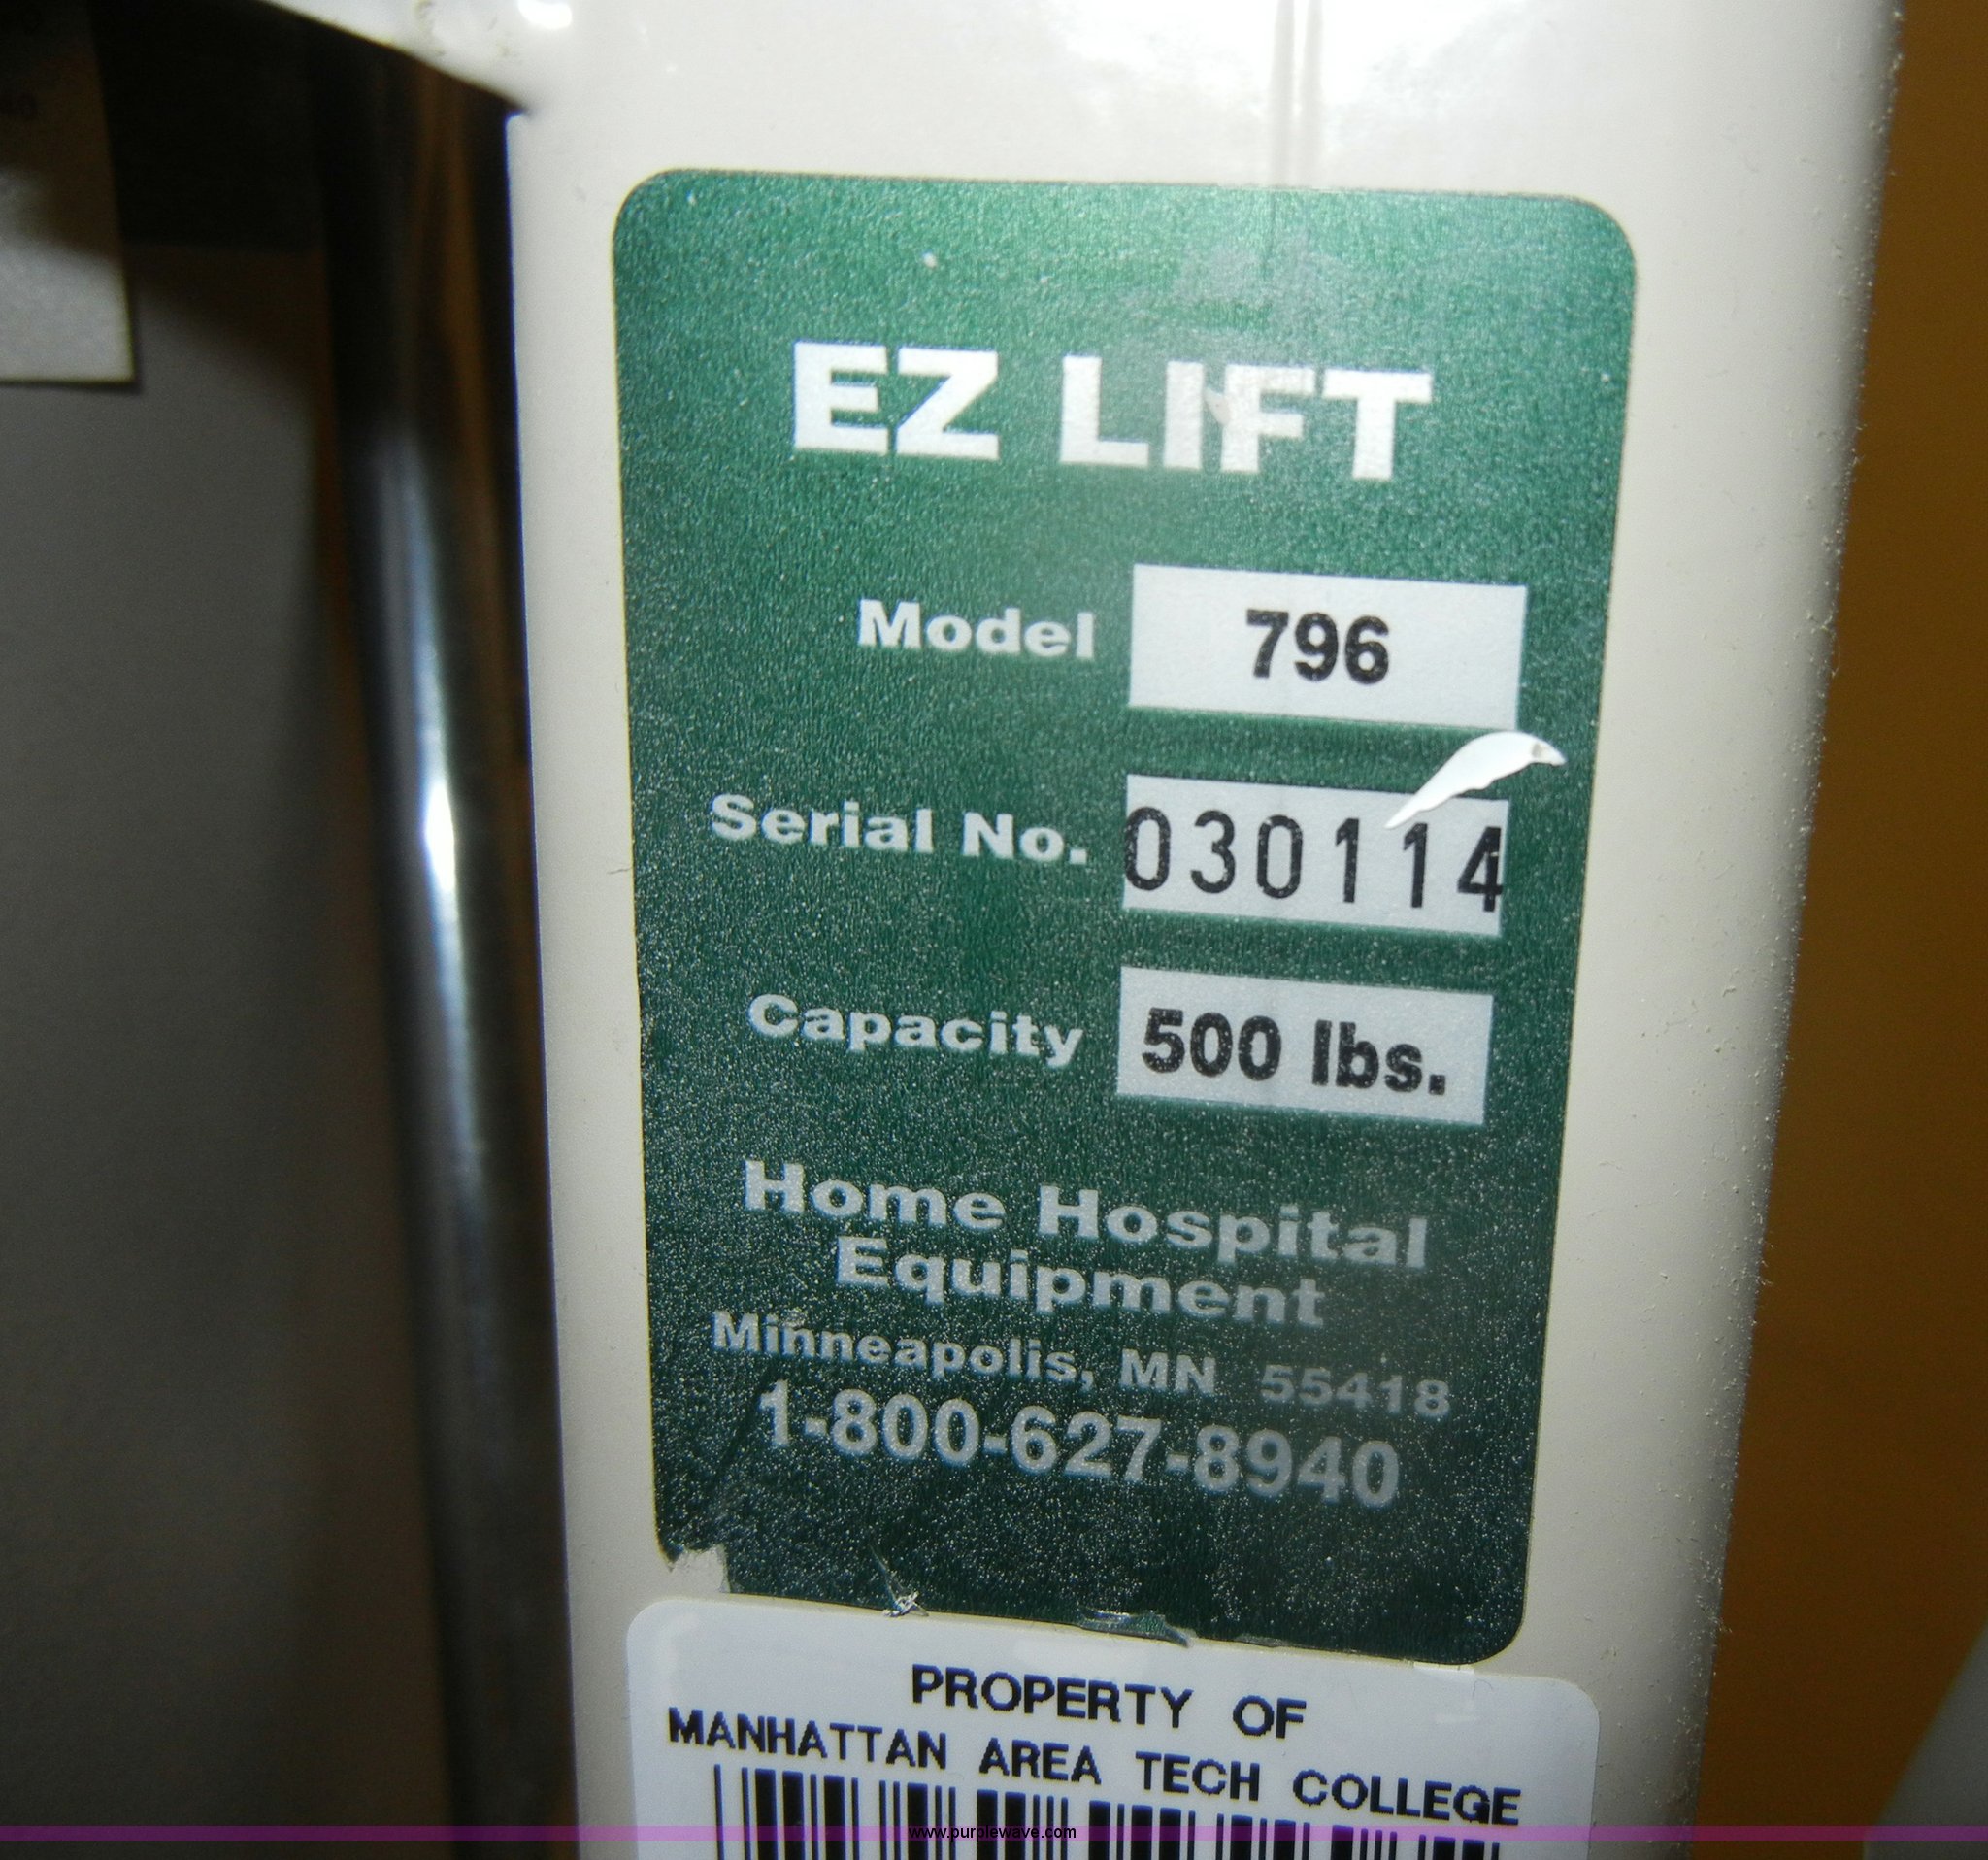 EZ LIFT
Model 796
Serial No. 030114
Capacity 500 lbs.
Home Hospital
Equipment
Minneapolis, MN 55418
1-800-627-8940
PROPERTY OF
MANHATTAN AREA TECH COLLEGE
www.purplewave.com